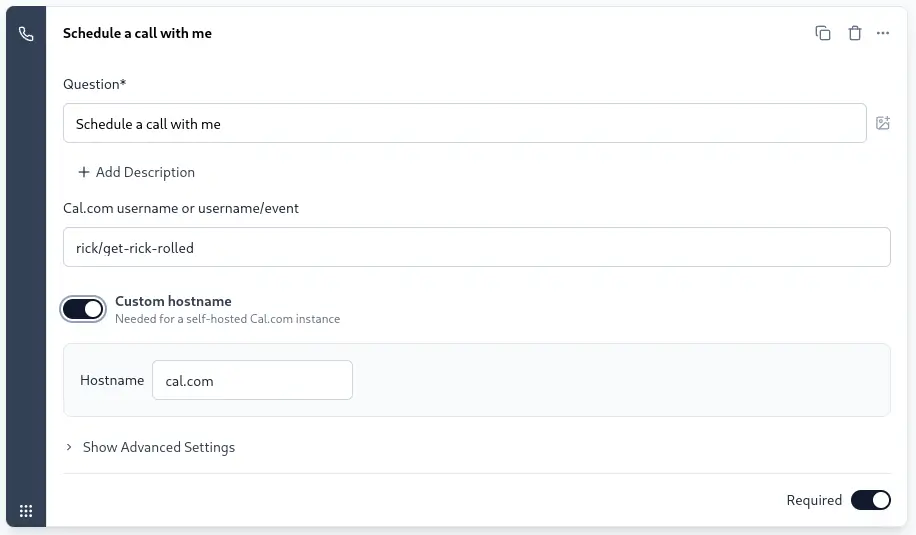 Schedule a call with me
Question*
Schedule a call with me
Add Description
Cal.com username or username/event
rick/get-rick-rolled
Custom hostname
Needed for a self-hosted Cal.com instance
Hostname
cal.com
Show Advanced Settings
Required